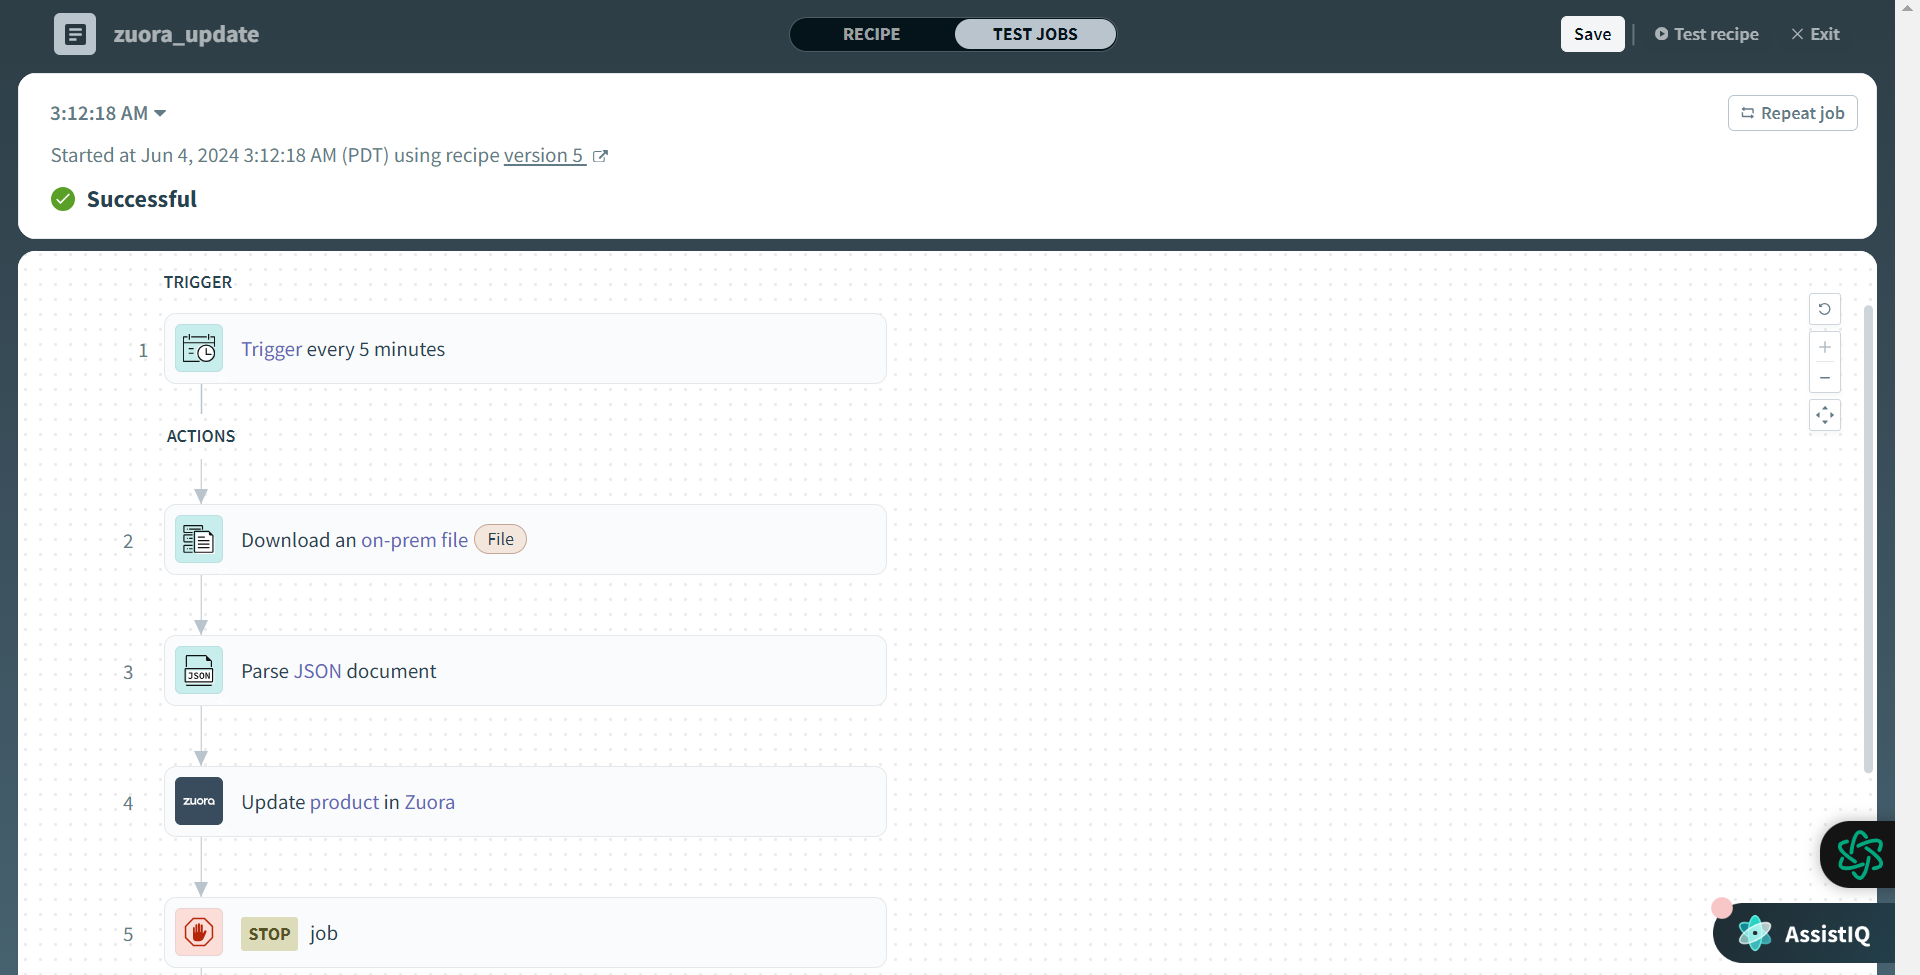 zuora_update
RECIPE
TEST JOBS
Save
Test recipe
Exit
3:12:18 AM
Repeat job
Started at Jun 4, 2024 3:12:18 AM (PDT) using recipe version 5
Successful
TRIGGER
1
Trigger every 5 minutes
ACTIONS
2
Download an on-prem file File
3
JSON
Parse JSON document
4
zuora
Update product in Zuora
5
STOP job
AssistIQ